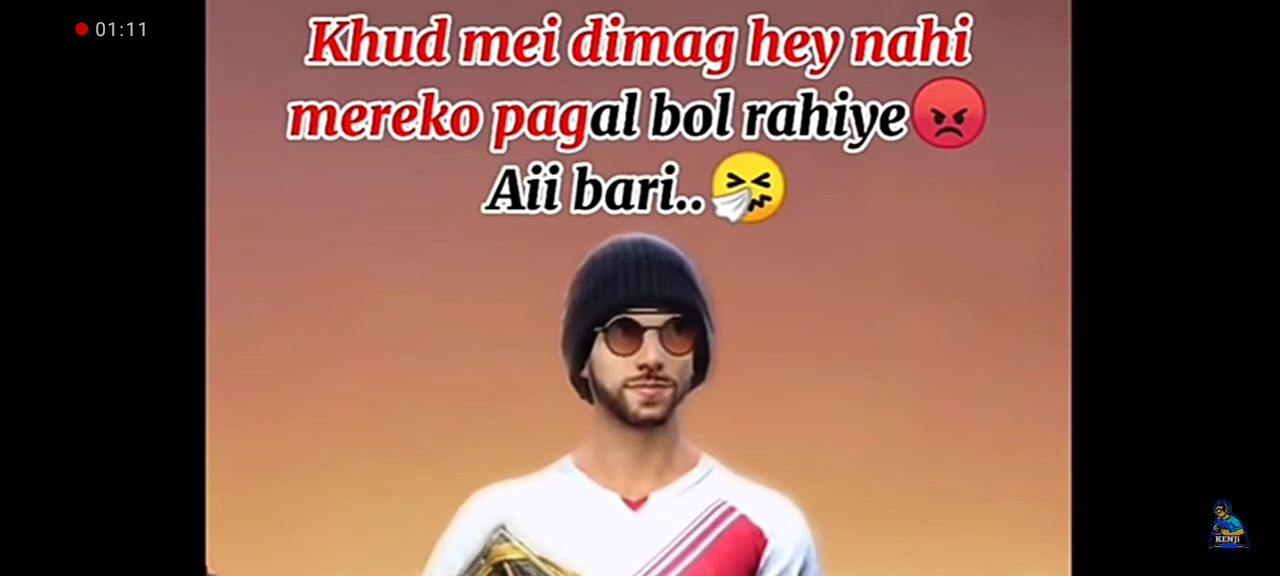 01:11
Khud mei dimag hey nahi
mereko pagal bol rahiye😡
Aii bari..🤧
KENJi